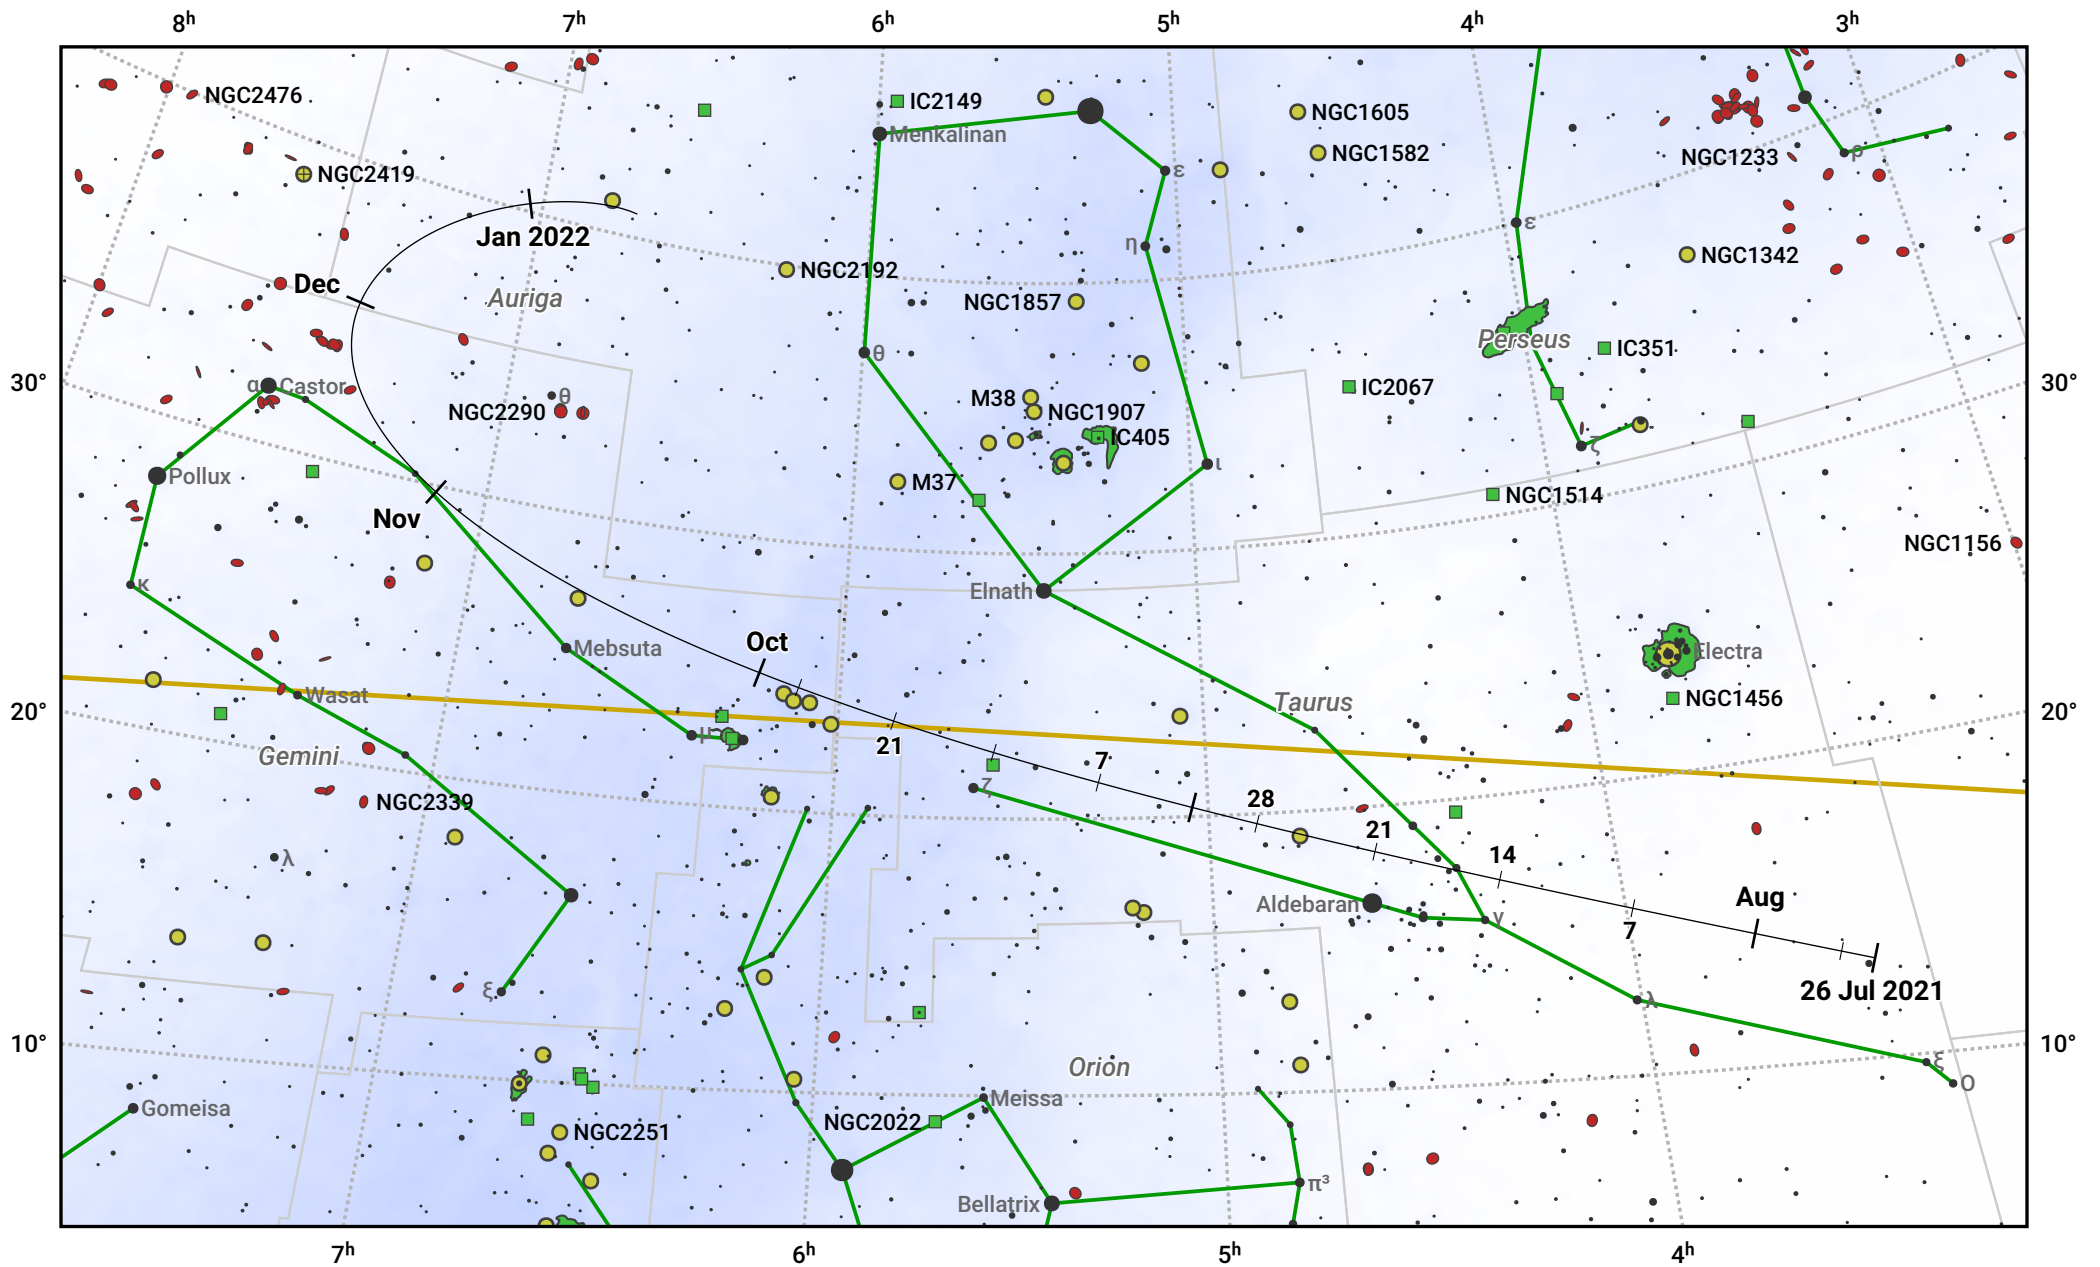 8ʰ 7ʰ 6ʰ 5ʰ 4ʰ 3ʰ
NGC2476
IC2149
NGC1605
Menkalinan
NGC1582
NGC1233
ρ
NGC2419
ε
ε
Jan 2022
η
NGC1342
NGC2192
Dec
Auriga
NGC1857
Perseus
IC351
θ
30°
α Castor
IC2067
30°
θ
M38
NGC2290
NGC1907
IC405
ζ
ι
Pollux
M37
NGC1514
Nov
NGC1156
κ
Elnath
Oct
Mebsuta
Electra
Wasat
NGC1456
Taurus
20°
20°
μ
21
Gemini
7
ζ
28
NGC2339
21
14
λ
Aug
Aldebaran
γ
7
ξ
26 Jul 2021
λ
10°
10°
Orion
ξ
ο
Gomeisa
Meissa
NGC2022
NGC2251
π³
Bellatrix
7ʰ 6ʰ 5ʰ 4ʰ